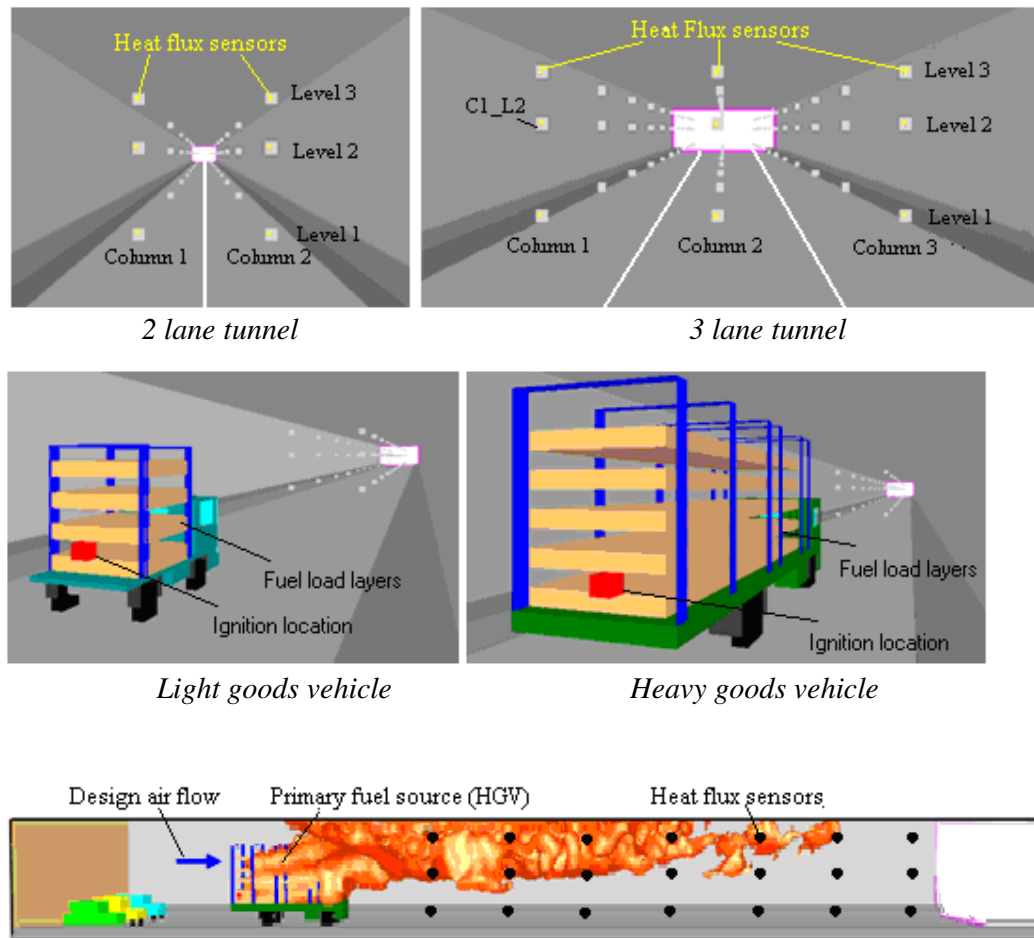 Heat flux sensors
Level 3
Level 2
Level 1
Column 1
Column 2
Heat Flux sensors
Level 3
C1_L2
Level 2
Level 1
Column 1
Column 2
Column 3
2 lane tunnel
3 lane tunnel
Fuel load layers
Ignition location
Fuel load layers
Ignition location
Light goods vehicle
Heavy goods vehicle
Design air flow
Primary fuel source (HGV)
Heat flux sensors